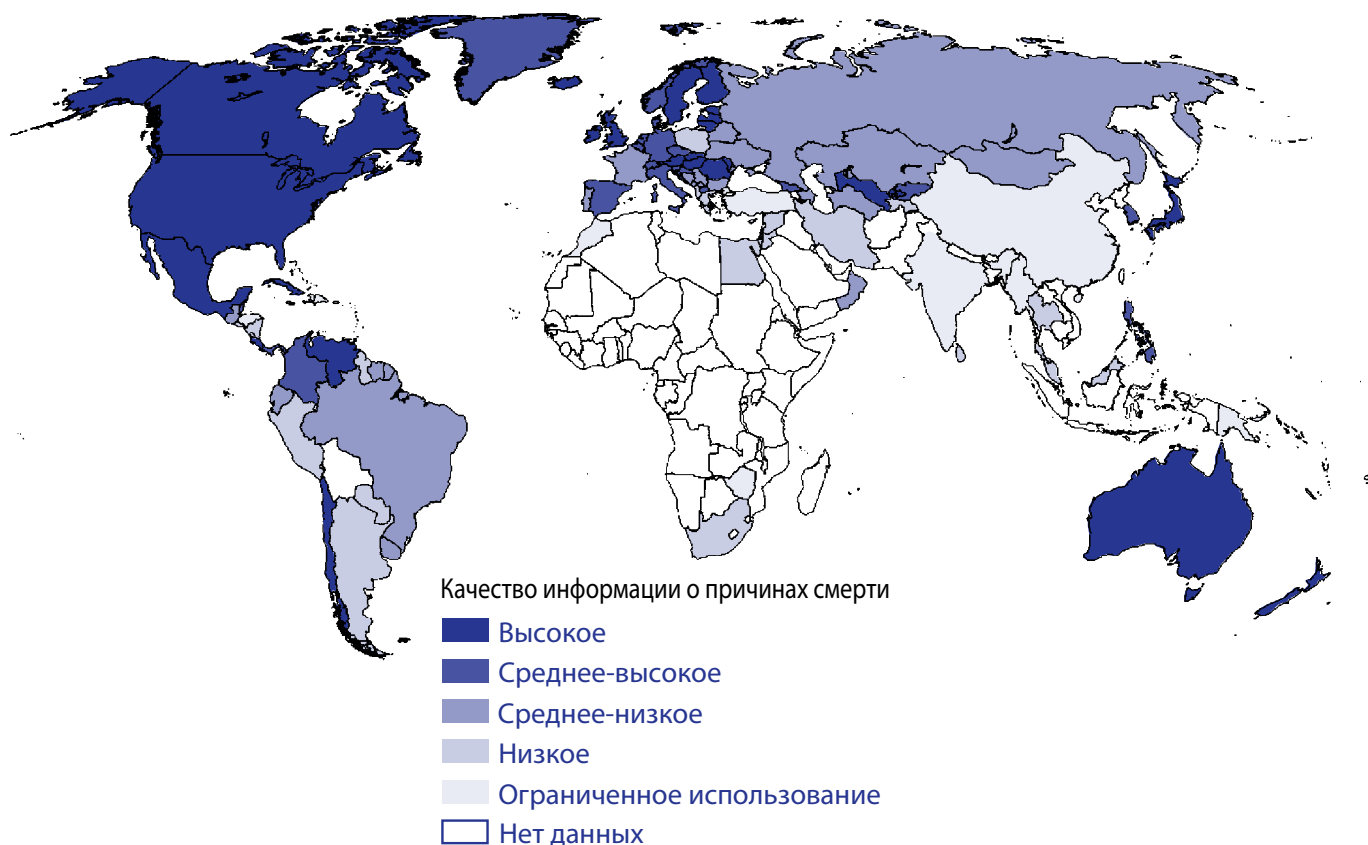 Качество информации о причинах смерти
Высокое
Среднее-высокое
Среднее-низкое
Низкое
Ограниченное использование
Нет данных